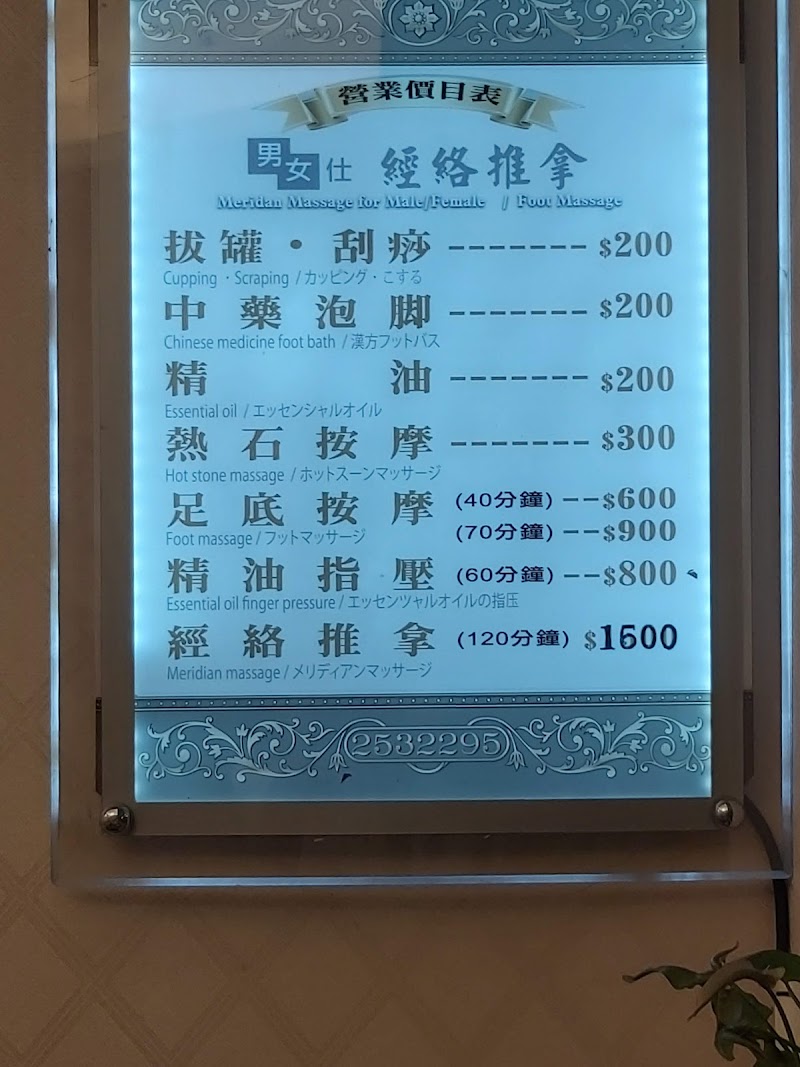 營業價目表
男女仕 經絡推拿
Meridan Massage for Male/Female / Foot Massage
拔罐・刮痧 ------- $200
Cupping ・Scraping / カッピング・こする
中藥泡腳 ------- $200
Chinese medicine foot bath / 漢方フットバス
精油 ------- $200
Essential oil / エッセンシャルオイル
熱石按摩 ------- $300
Hot stone massage / ホットスーンマッサージ
足底按摩 (40分鐘) --$600
(70分鐘) --$900
Foot massage / フットマッサージ
精油指壓 (60分鐘) --$800
Essential oil finger pressure / エッセンツャルオイルの指压
經絡推拿 (120分鐘) $1600
Meridian massage / メリディアンマッサージ
2532295